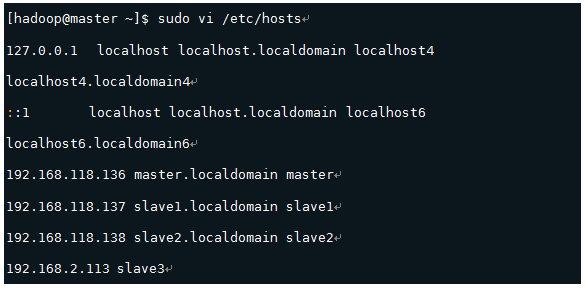 [hadoop@master ~]$ sudo vi /etc/hosts↵
127.0.0.1 localhost localhost.localdomain localhost4
localhost4.localdomain4↵
::1 localhost localhost.localdomain localhost6
localhost6.localdomain6↵
192.168.118.136 master.localdomain master↵
192.168.118.137 slave1.localdomain slave1↵
192.168.118.138 slave2.localdomain slave2↵
192.168.2.113 slave3↵